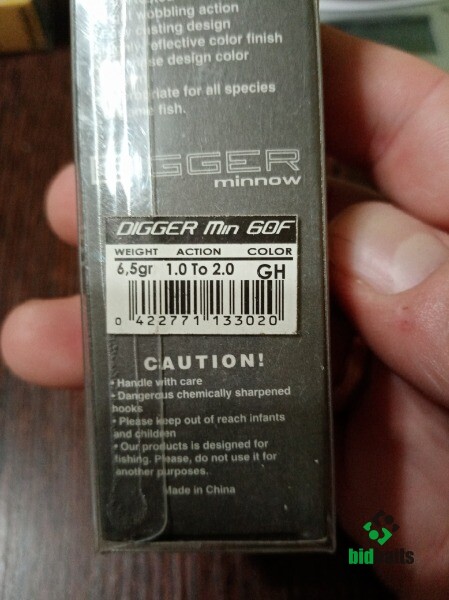 wobbling action
casting design
reflective color finish
design color
for all species
fish.
DIGGER
minnow
DIGGER Min 60F
WEIGHT ACTION COLOR
6,5gr 1.0 To 2.0 GH
0 422771 133020
CAUTION!
• Handle with care
• Dangerous chemically sharpened
hooks
• Please keep out of reach infants
and children
• Our products is designed for
fishing. Please, do not use it for
another purposes.
Made in China
bidbaits